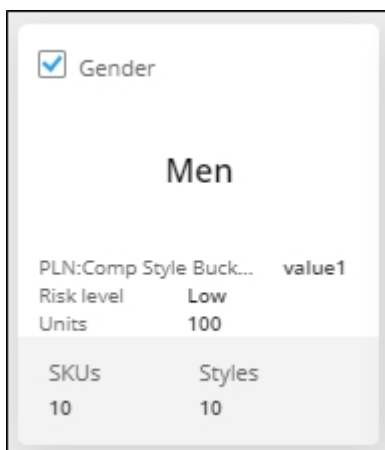 Gender
Men
PLN:Comp Style Buck... value1
Risk level Low
Units 100
SKUs Styles
10 10